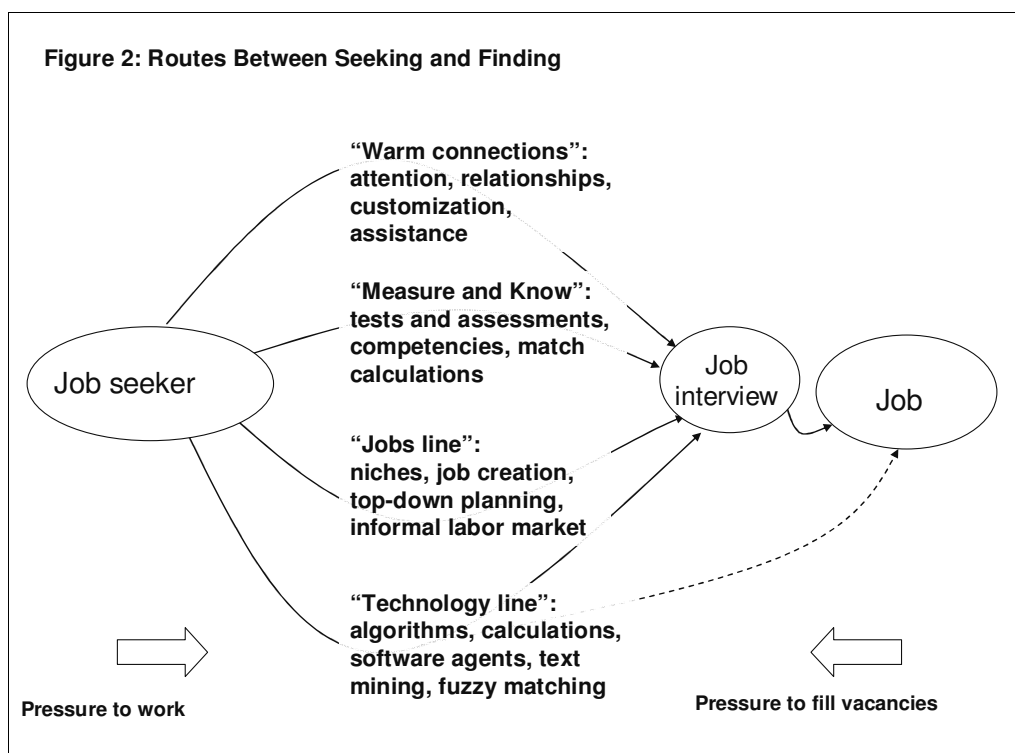 Figure 2: Routes Between Seeking and Finding
“Warm connections”:
attention, relationships,
customization,
assistance
“Measure and Know”:
tests and assessments,
competencies, match
calculations
Job seeker
Job
interview
Job
“Jobs line”:
niches, job creation,
top-down planning,
informal labor market
“Technology line”:
algorithms, calculations,
software agents, text
mining, fuzzy matching
Pressure to work
Pressure to fill vacancies